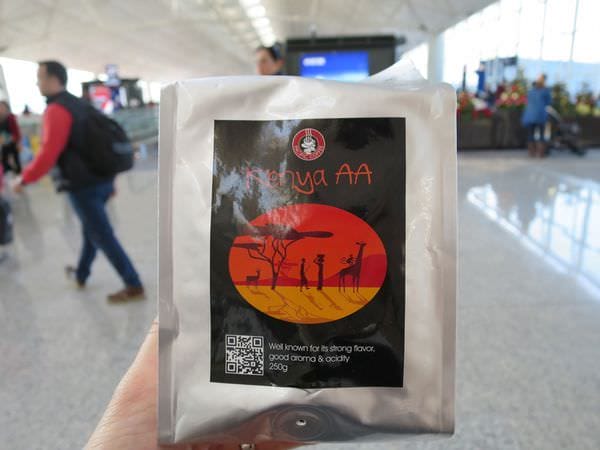 Kenya AA
Well known for its strong flavor,
good aroma & acidity
250g